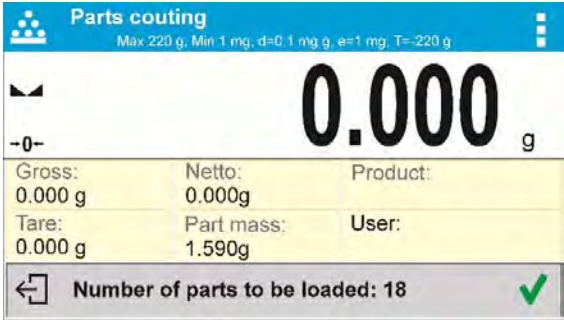 Parts couting
Max 220 g, Min 1 mg, d=0.1 mg g, e=1 mg, T=-220 g
0.000 g
→0←
Gross: Netto: Product:
0.000 g 0.000g
Tare: Part mass: User:
0.000 g 1.590g
Number of parts to be loaded: 18